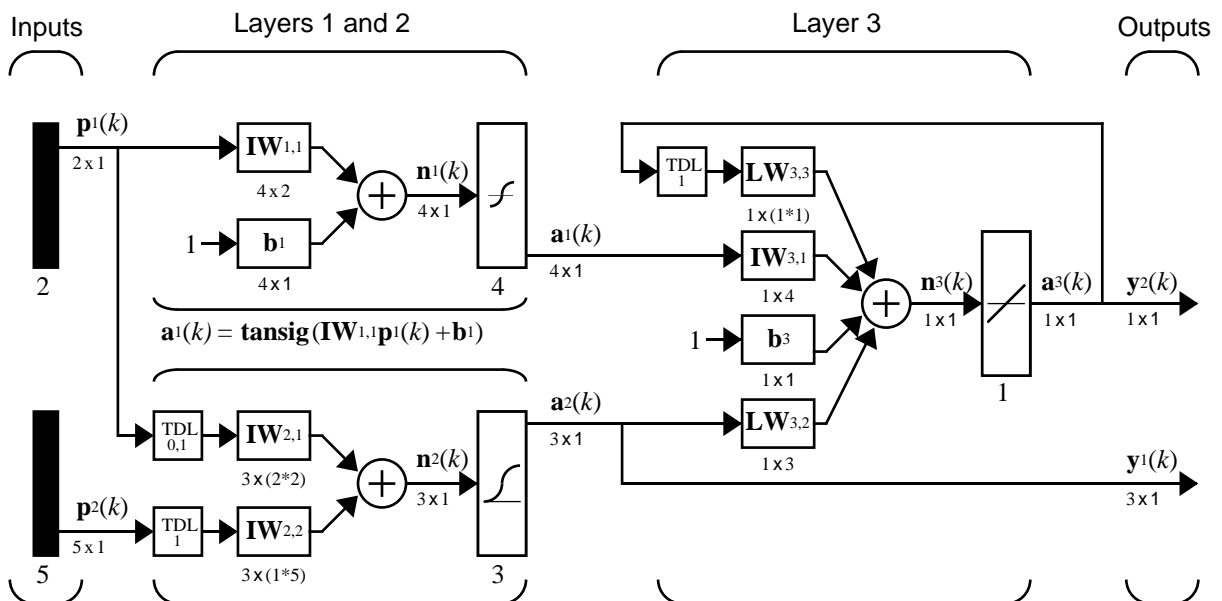 Inputs
Layers 1 and 2
Layer 3
Outputs
p1(k)
2 x 1
2
IW1,1
4 x 2
1
b1
4 x 1
n1(k)
4 x 1
4
a1(k) = tansig(IW1,1p1(k) +b1)
a1(k)
4 x 1
p2(k)
5 x 1
5
TDL
0,1
IW2,1
3 x (2*2)
TDL
1
IW2,2
3 x (1*5)
n2(k)
3 x 1
3
a2(k)
3 x 1
TDL
1
LW3,3
1 x (1*1)
IW3,1
1 x 4
1
b3
1 x 1
LW3,2
1 x 3
n3(k)
1 x 1
1
a3(k)
1 x 1
y2(k)
1 x 1
y1(k)
3 x 1